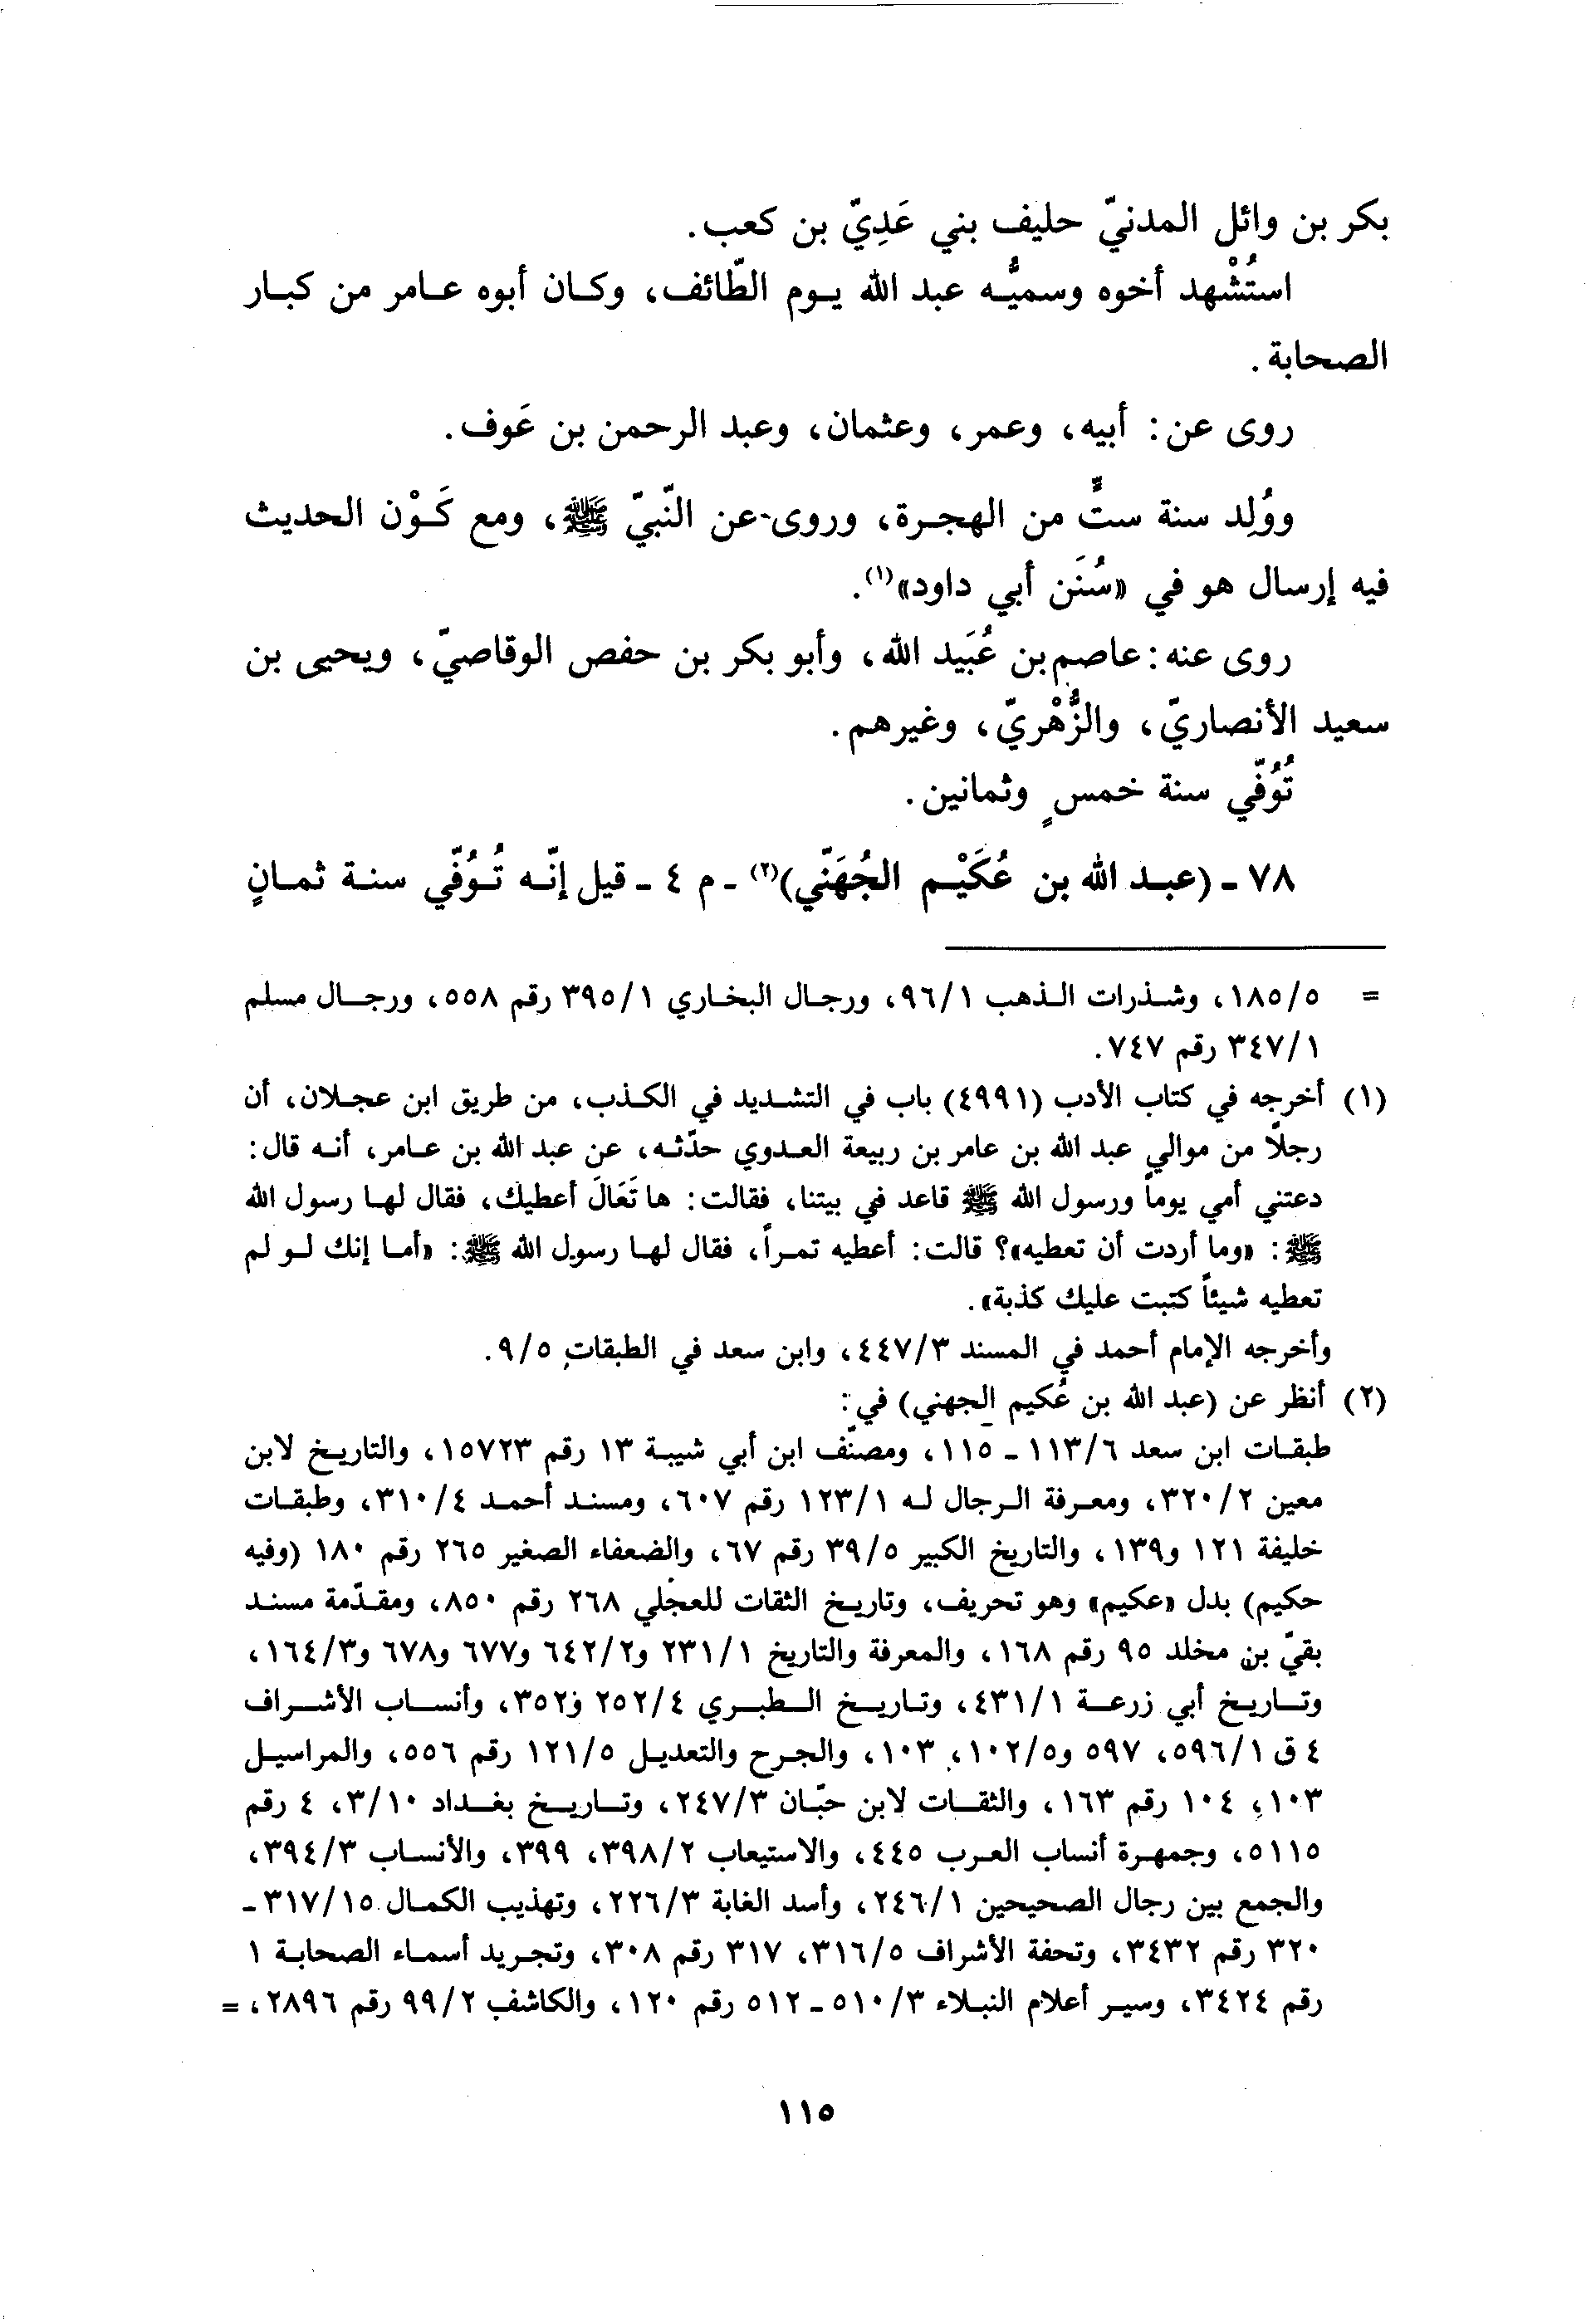 بكر بن وائل المدنيّ حليف بني عَدِيّ بن كعب.
استُشْهد أخوه وسميُّه عبد الله يوم الطّائف، وكان أبوه عامر من كبار
الصحابة.
روى عن: أبيه، وعمر، وعثمان، وعبد الرحمن بن عَوف.
ووُلِد سنة ستٍّ من الهجرة، وروى عن النّبيّ ﷺ، ومع كَوْن الحديث
فيه إرسال هو في «سُنَن أبي داود»(١).
روى عنه: عاصم بن عُبَيد الله، وأبو بكر بن حفص الوقاصيّ، ويحيى بن
سعيد الأنصاريّ، والزُّهْريّ، وغيرهم.
تُوُفّي سنة خمسٍ وثمانين.
٧٨ - (عبد الله بن عُكَيْم الجُهَنّي)(٢) - م ٤ - قيل إنّه تُوُفّي سنة ثمانٍ
= ١٨٥/٥، وشذرات الذهب ٩٦/١، ورجال البخاري ٣٩٥/١ رقم ٥٥٨، ورجال مسلم
٣٤٧/١ رقم ٧٤٧.
(١) أخرجه في كتاب الأدب (٤٩٩١) باب في التشديد في الكذب، من طريق ابن عجلان، أن
رجلاً من موالي عبد الله بن عامر بن ربيعة العدوي حدّثه، عن عبد الله بن عامر، أنه قال:
دعتني أمي يوماً ورسول الله ﷺ قاعد في بيتنا، فقالت: ها تَعَالَ أعطيك، فقال لها رسول الله
ﷺ: «وما أردت أن تعطيه»؟ قالت: أعطيه تمراً، فقال لها رسول الله ﷺ: «أما إنك لو لم
تعطيه شيئاً كتبت عليك كذبة».
وأخرجه الإمام أحمد في المسند ٤٤٧/٣، وابن سعد في الطبقات ٩/٥.
(٢) أنظر عن (عبد الله بن عُكيم الجهني) في:
طبقات ابن سعد ١١٣/٦ - ١١٥، ومصنّف ابن أبي شيبة ١٣ رقم ١٥٧٢٣، والتاريخ لابن
معين ٣٢٠/٢، ومعرفة الرجال له ١٢٣/١ رقم ٦٠٧، ومسند أحمد ٣١٠/٤، وطبقات
خليفة ١٢١ و١٣٩، والتاريخ الكبير ٣٩/٥ رقم ٦٧، والضعفاء الصغير ٢٦٥ رقم ١٨٠ (وفيه
حكيم) بدل «عكيم» وهو تحريف، وتاريخ الثقات للعجلي ٢٦٨ رقم ٨٥٠، ومقدّمة مسند
بقيّ بن مخلد ٩٥ رقم ١٦٨، والمعرفة والتاريخ ٢٣١/١ و٦٤٢/٢ و٦٧٧ و٦٧٨ و١٦٤/٣،
وتاريخ أبي زرعة ٤٣١/١، وتاريخ الطبري ٢٥٢/٤ و٣٥٢، وأنساب الأشراف
٤ ق ٥٩٦/١، ٥٩٧ و١٠٢/٥، ١٠٣، والجرح والتعديل ١٢١/٥ رقم ٥٥٦، والمراسيل
١٠٣، ١٠٤ رقم ١٦٣، والثقات لابن حبّان ٢٤٧/٣، وتاريخ بغداد ٣/١٠، ٤ رقم
٥١١٥، وجمهرة أنساب العرب ٤٤٥، والاستيعاب ٣٩٨/٢، ٣٩٩، والأنساب ٣٩٤/٣،
والجمع بين رجال الصحيحين ٢٤٦/١، وأسد الغابة ٢٢٦/٣، وتهذيب الكمال ٣١٧/١٥ -
٣٢٠ رقم ٣٤٣٢، وتحفة الأشراف ٣١٦/٥، ٣١٧ رقم ٣٠٨، وتجريد أسماء الصحابة ١
رقم ٣٤٢٤، وسير أعلام النبلاء ٥١٠/٣ - ٥١٢ رقم ١٢٠، والكاشف ٩٩/٢ رقم ٢٨٩٦، =
١١٥